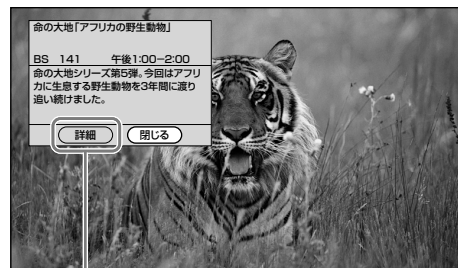 命の大地「アフリカの野生動物」
BS 141 午後1:00-2:00
命の大地シリーズ第5弾。今回はアフリ
カに生息する野生動物を3年間に渡り
追い続けました。
詳細 閉じる